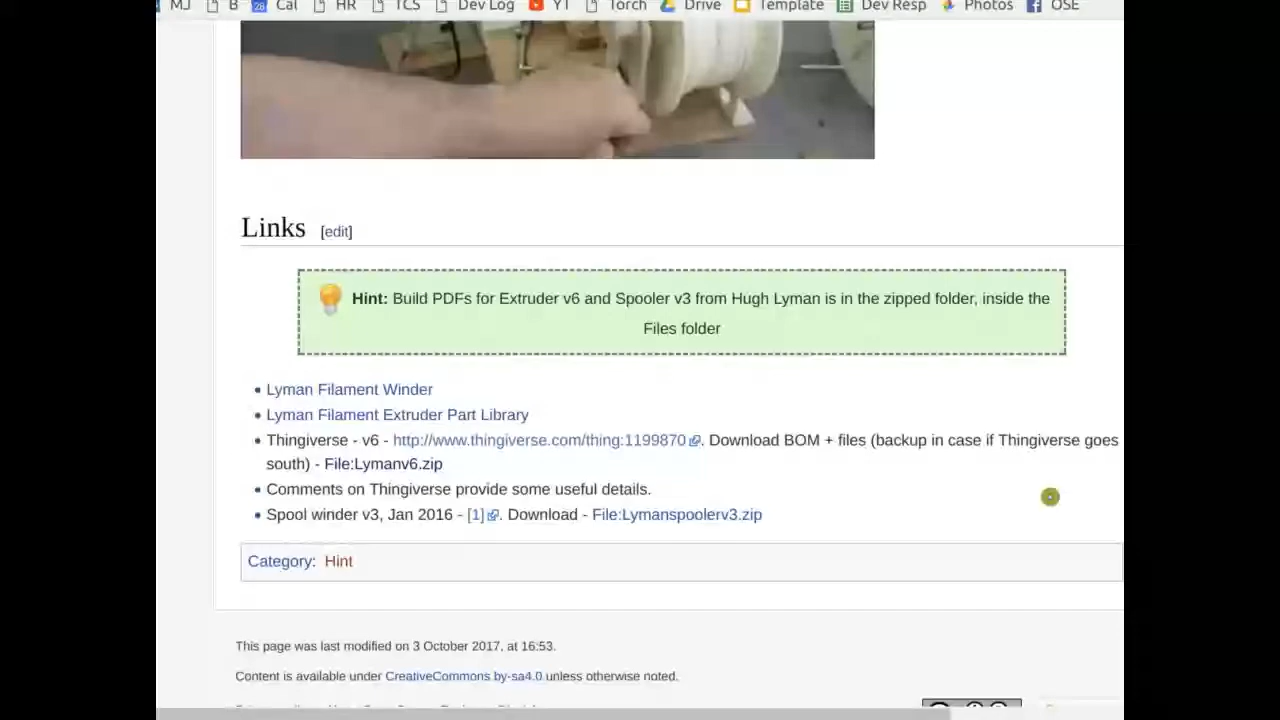 MJ B 28 Cal HR TCS Dev Log YT Torch Drive Template Dev Resp Photos OSE
Links [edit]
Hint: Build PDFs for Extruder v6 and Spooler v3 from Hugh Lyman is in the zipped folder, inside the
Files folder
Lyman Filament Winder
Lyman Filament Extruder Part Library
Thingiverse - v6 - http://www.thingiverse.com/thing:1199870. Download BOM + files (backup in case if Thingiverse goes
south) - File:Lymanv6.zip
Comments on Thingiverse provide some useful details.
Spool winder v3, Jan 2016 - [1]. Download - File:Lymanspoolerv3.zip
Category: Hint
This page was last modified on 3 October 2017, at 16:53.
Content is available under CreativeCommons by-sa4.0 unless otherwise noted.